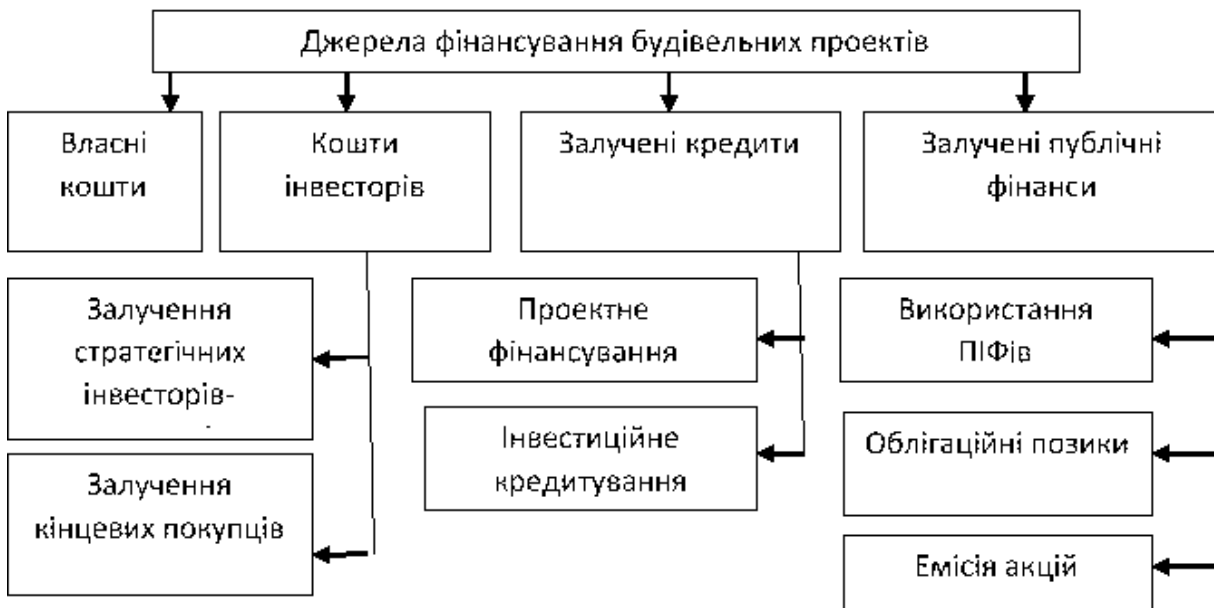 Джерела фінансування будівельних проектів
Власні
кошти
Кошти
інвесторів
Залучені кредити
Залучені публічні
фінанси
Залучення
стратегічних
інвесторів-
Залучення
кінцевих покупців
Проектне
фінансування
Інвестиційне
кредитування
Використання
ПІФів
Облігаційні позики
Емісія акцій